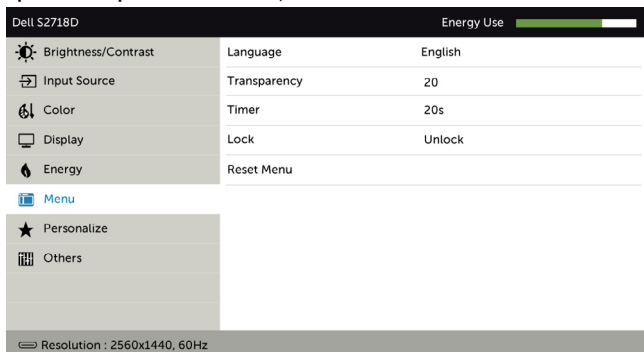 Dell S2718D Energy Use
Brightness/Contrast Language English
Input Source Transparency 20
Color Timer 20s
Display Lock Unlock
Energy Reset Menu
Menu
Personalize
Others
Resolution : 2560x1440, 60Hz